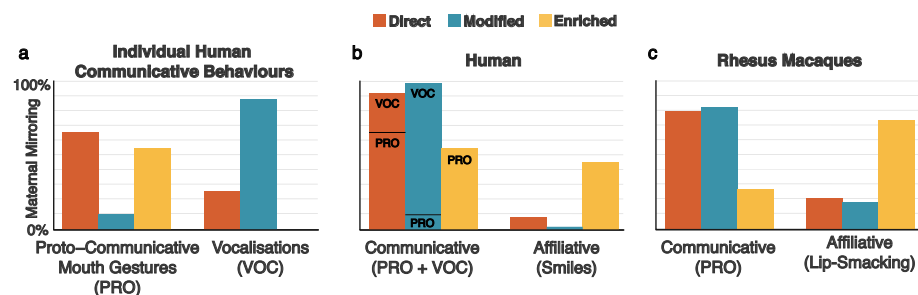 Direct Modified Enriched
a
Individual Human
Communicative Behaviours
100%
Maternal Mirroring
0%
Proto–Communicative
Mouth Gestures
(PRO)
Vocalisations
(VOC)
b
Human
VOC
PRO
VOC
PRO
PRO
Communicative
(PRO + VOC)
Affiliative
(Smiles)
c
Rhesus Macaques
Communicative
(PRO)
Affiliative
(Lip-Smacking)